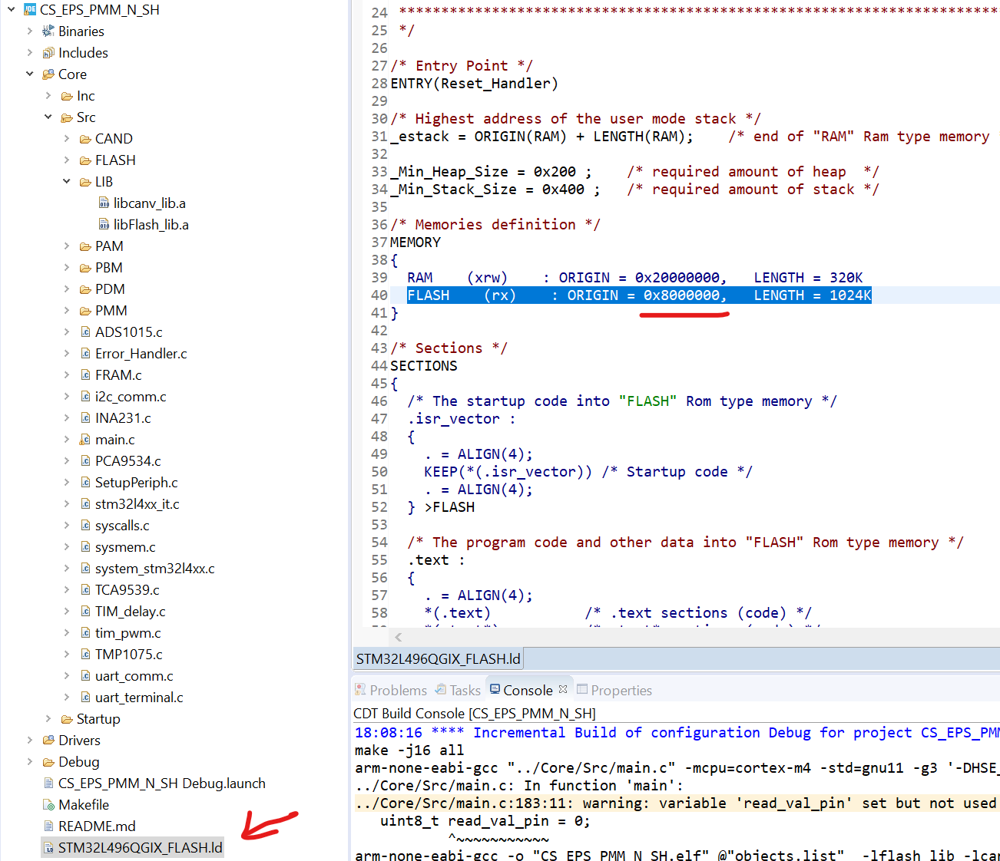 CS_EPS_PMM_N_SH
Binaries
Includes
Core
Inc
Src
CAND
FLASH
LIB
libcanv_lib.a
libFlash_lib.a
PAM
PBM
PDM
PMM
ADS1015.c
Error_Handler.c
FRAM.c
i2c_comm.c
INA231.c
main.c
PCA9534.c
SetupPeriph.c
stm32l4xx_it.c
syscalls.c
sysmem.c
system_stm32l4xx.c
TCA9539.c
TIM_delay.c
tim_pwm.c
TMP1075.c
uart_comm.c
uart_terminal.c
Startup
Drivers
Debug
CS_EPS_PMM_N_SH Debug.launch
Makefile
README.md
STM32L496QGIX_FLASH.ld
24 ************************************************************************
25 */
26
27 /* Entry Point */
28 ENTRY(Reset_Handler)
29
30 /* Highest address of the user mode stack */
31 _estack = ORIGIN(RAM) + LENGTH(RAM);    /* end of "RAM" Ram type memory
32
33 _Min_Heap_Size = 0x200 ;    /* required amount of heap  */
34 _Min_Stack_Size = 0x400 ;   /* required amount of stack */
35
36 /* Memories definition */
37 MEMORY
38 {
39   RAM    (xrw)    : ORIGIN = 0x20000000,   LENGTH = 320K
40   FLASH    (rx)    : ORIGIN = 0x8000000,   LENGTH = 1024K
41 }
42
43 /* Sections */
44 SECTIONS
45 {
46   /* The startup code into "FLASH" Rom type memory */
47   .isr_vector :
48   {
49     . = ALIGN(4);
50     KEEP(*(.isr_vector)) /* Startup code */
51     . = ALIGN(4);
52   } >FLASH
53
54   /* The program code and other data into "FLASH" Rom type memory */
55   .text :
56   {
57     . = ALIGN(4);
58     *(.text)           /* .text sections (code) */
STM32L496QGIX_FLASH.ld
Problems Tasks Console Properties
CDT Build Console [CS_EPS_PMM_N_SH]
18:08:16 **** Incremental Build of configuration Debug for project CS_EPS_PMM
make -j16 all
arm-none-eabi-gcc "../Core/Src/main.c" -mcpu=cortex-m4 -std=gnu11 -g3 '-DHSE_
../Core/Src/main.c: In function 'main':
../Core/Src/main.c:183:11: warning: variable 'read_val_pin' set but not used
uint8_t read_val_pin = 0;
^~~~~~~~~~~~
arm-none-eabi-gcc -o "CS_EPS_PMM_N_SH.elf" @"objects.list"  -lflash_lib -lcan